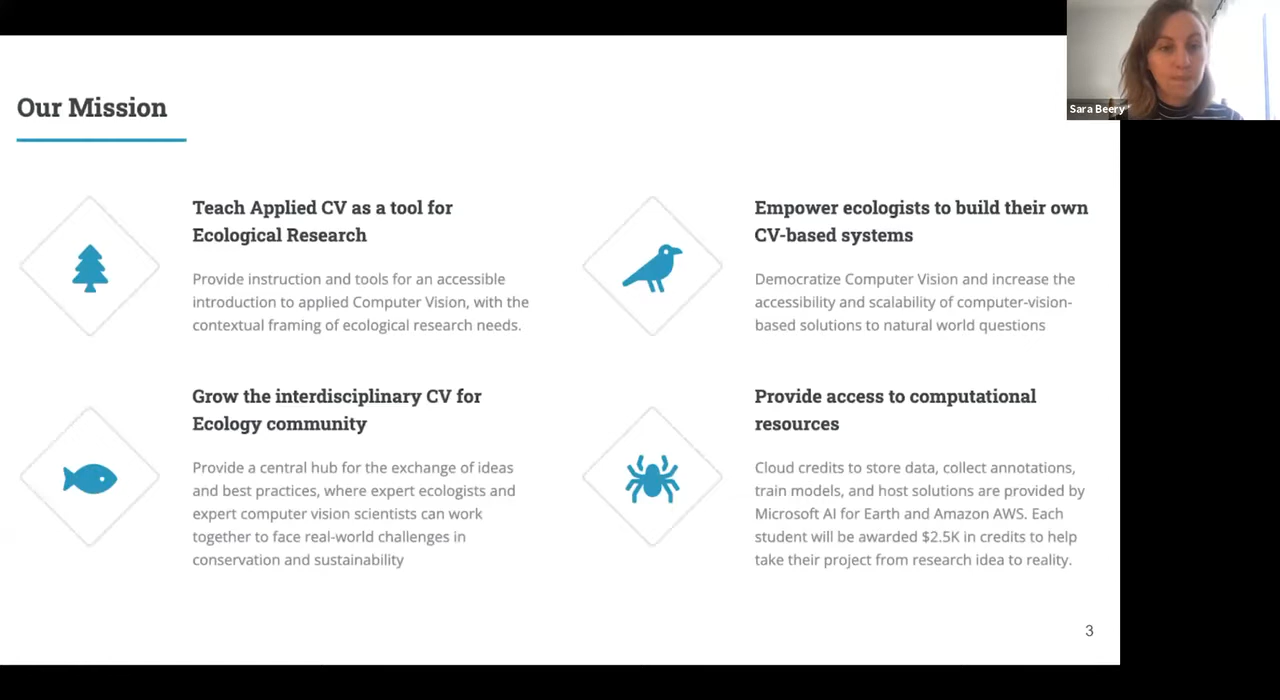 Sara Beery
Our Mission
Teach Applied CV as a tool for
Ecological Research
Provide instruction and tools for an accessible
introduction to applied Computer Vision, with the
contextual framing of ecological research needs.
Empower ecologists to build their own
CV-based systems
Democratize Computer Vision and increase the
accessibility and scalability of computer-vision-
based solutions to natural world questions
Grow the interdisciplinary CV for
Ecology community
Provide a central hub for the exchange of ideas
and best practices, where expert ecologists and
expert computer vision scientists can work
together to face real-world challenges in
conservation and sustainability
Provide access to computational
resources
Cloud credits to store data, collect annotations,
train models, and host solutions are provided by
Microsoft AI for Earth and Amazon AWS. Each
student will be awarded $2.5K in credits to help
take their project from research idea to reality.
3